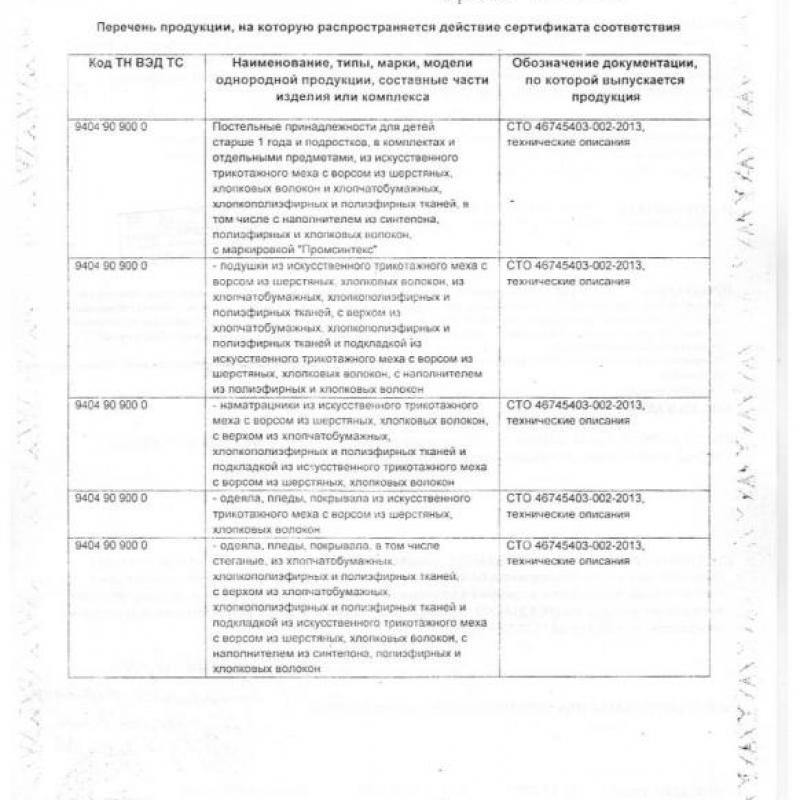 Перечень продукции, на которую распространяется действие сертификата соответствия
Код ТН ВЭД ТС
Наименование, типы, марки, модели
однородной продукции, составные части
изделия или комплекса
Обозначение документации,
по которой выпускается
продукция
9404 90 900 0
Постельные принадлежности для детей
старше 1 года и подростков, в комплектах и
отдельными предметами, из искусственного
трикотажного меха с ворсом из шерстяных,
хлопковых волокон и хлопчатобумажных,
хлопкополиэфирных и полиэфирных тканей, в
том числе с наполнителем из синтепона,
полиэфирных и хлопковых волокон,
с маркировкой "Промсинтекс"
СТО 46745403-002-2013,
технические описания
9404 90 900 0
- подушки из искусственного трикотажного меха с
ворсом из шерстяных, хлопковых волокон, из
хлопчатобумажных, хлопкополиэфирных и
полиэфирных тканей, с верхом из
хлопчатобумажных, хлопкополиэфирных и
полиэфирных тканей и подкладкой из
искусственного трикотажного меха с ворсом из
шерстяных, хлопковых волокон, с наполнителем
из полиэфирных и хлопковых волокон
СТО 46745403-002-2013,
технические описания
9404 90 900 0
- наматрацники из искусственного трикотажного
меха с ворсом из шерстяных, хлопковых волокон,
с верхом из хлопчатобумажных,
хлопкополиэфирных и полиэфирных тканей и
подкладкой из искусственного трикотажного меха
с ворсом из шерстяных, хлопковых волокон
СТО 46745403-002-2013,
технические описания
9404 90 900 0
- одеяла, пледы, покрывала из искусственного
трикотажного меха с ворсом из шерстяных,
хлопковых волокон
СТО 46745403-002-2013,
технические описания
9404 90 900 0
- одеяла, пледы, покрывала, в том числе
стеганые, из хлопчатобумажных,
хлопкополиэфирных и полиэфирных тканей,
с верхом из хлопчатобумажных,
хлопкополиэфирных и полиэфирных тканей и
подкладкой из искусственного трикотажного меха
с ворсом из шерстяных, хлопковых волокон, с
наполнителем из синтепона, полиэфирных и
хлопковых волокон
СТО 46745403-002-2013,
технические описания